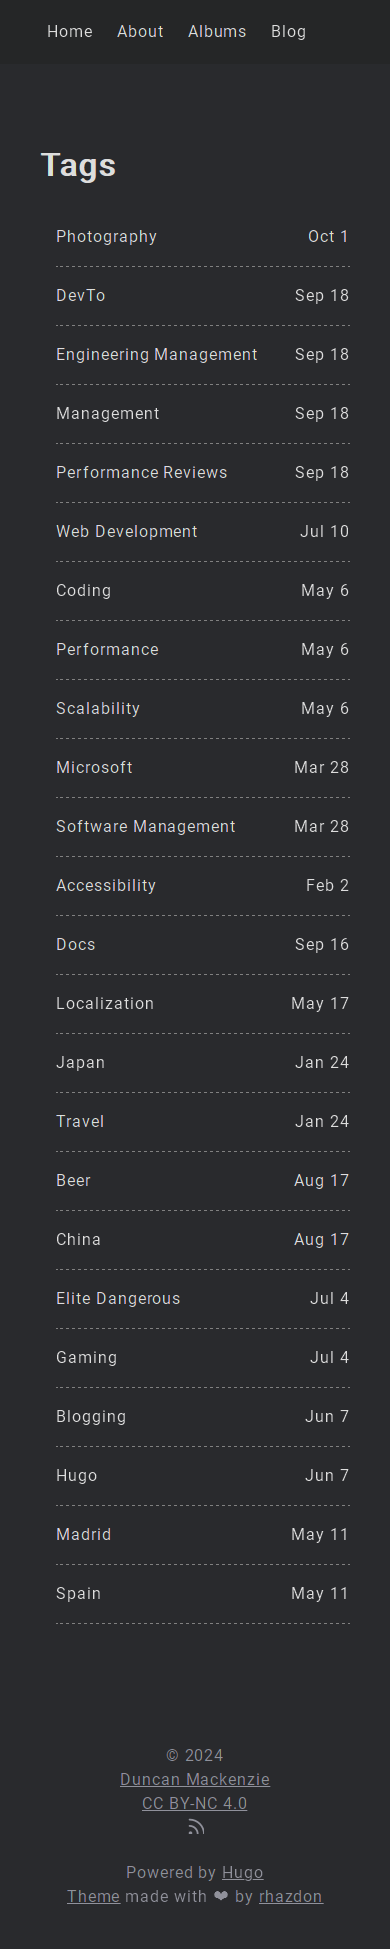 Home About Albums Blog
Tags
Photography Oct 1
DevTo Sep 18
Engineering Management Sep 18
Management Sep 18
Performance Reviews Sep 18
Web Development Jul 10
Coding May 6
Performance May 6
Scalability May 6
Microsoft Mar 28
Software Management Mar 28
Accessibility Feb 2
Docs Sep 16
Localization May 17
Japan Jan 24
Travel Jan 24
Beer Aug 17
China Aug 17
Elite Dangerous Jul 4
Gaming Jul 4
Blogging Jun 7
Hugo Jun 7
Madrid May 11
Spain May 11
© 2024
Duncan Mackenzie
CC BY-NC 4.0
Powered by Hugo
Theme made with ❤ by rhazdon